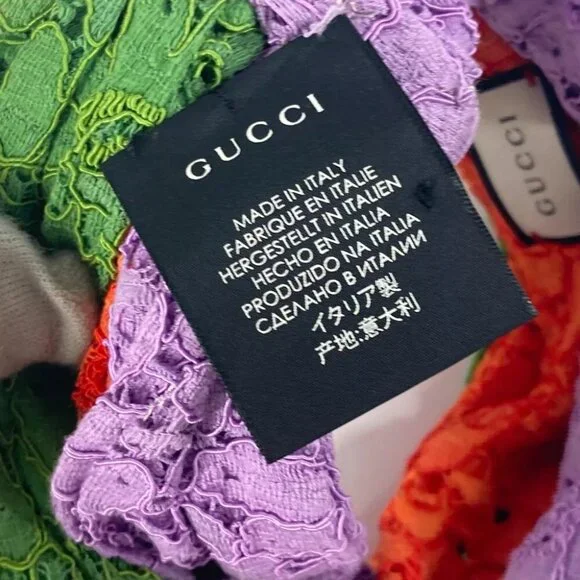 GUCCI
MADE IN ITALY
FABRIQUE EN ITALIE
HERGESTELLT IN ITALIEN
HECHO EN ITALIA
PRODUZIDO NA ITALIA
СДЕЛАНО В ИТАЛИИ
イタリア製
产地:意大利
GUCCI